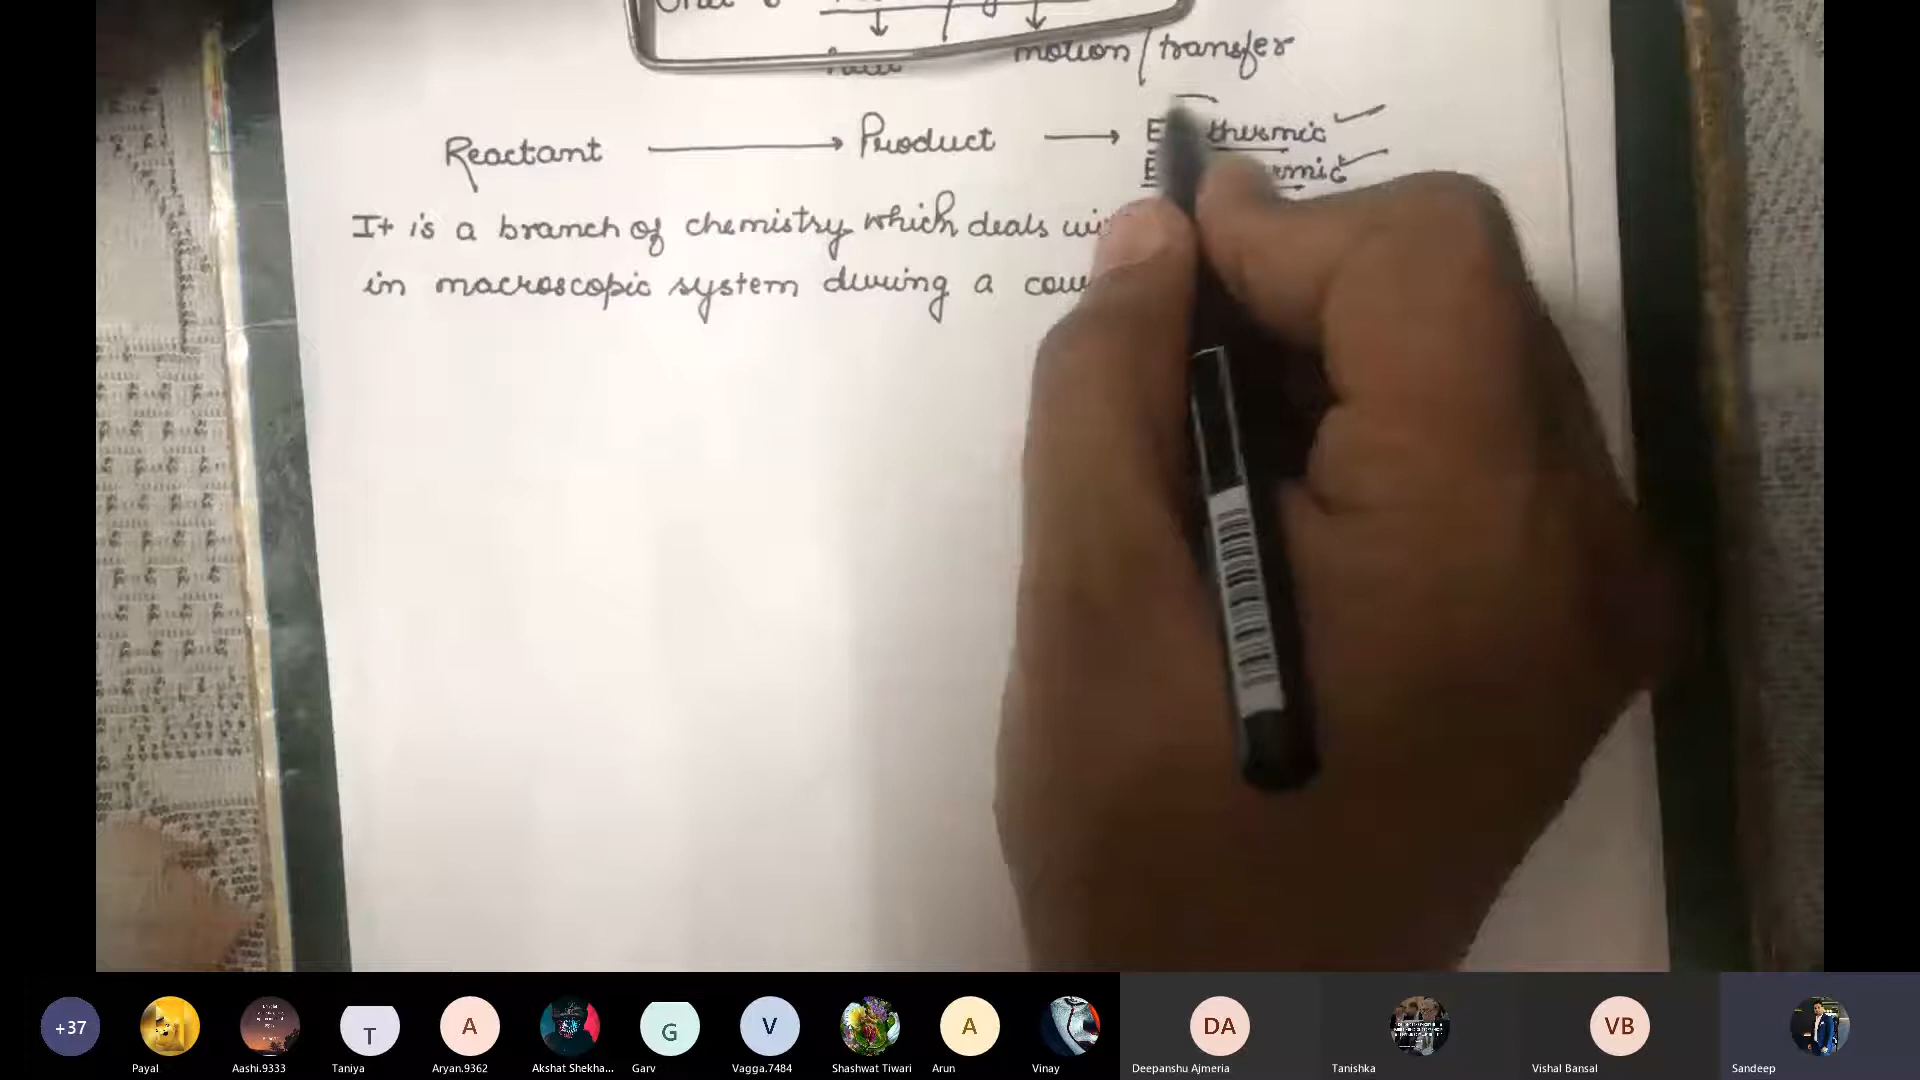 motion / transfer
Reactant → Product → thermic ✓
It is a branch of chemistry which deals
in macroscopic system during a
+37
Payal
Aashi.9333
T
Taniya
A
Aryan.9362
Akshat Shekha...
G
Garv
V
Vagga.7484
Shashwat Tiwari
A
Arun
Vinay
DA
Deepanshu Ajmeria
Tanishka
VB
Vishal Bansal
Sandeep